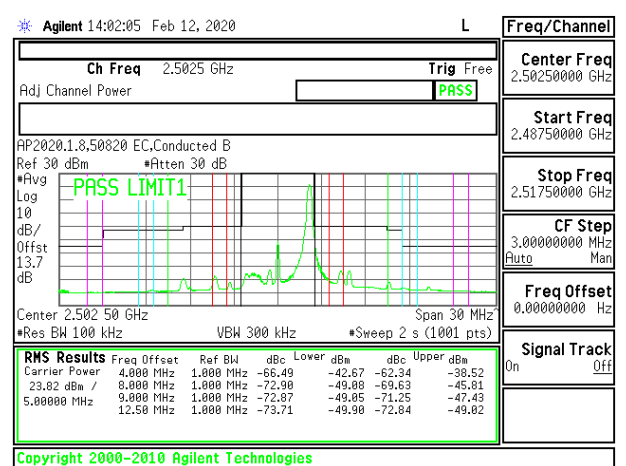 Agilent 14:02:05 Feb 12, 2020 L
Freq/Channel
Ch Freq 2.5025 GHz Trig Free
Adj Channel Power PASS
AP2020.1.8,50820 EC,Conducted B
Ref 30 dBm #Atten 30 dB
#Avg
Log
10
dB/
Offst
13.7
dB
PASS LIMIT1
Center 2.502 50 GHz Span 30 MHz
#Res BW 100 kHz VBW 300 kHz #Sweep 2 s (1001 pts)
RMS Results Freq Offset Ref BW dBc Lower dBm dBc Upper dBm
Carrier Power 4.000 MHz 1.000 MHz -66.49 -42.67 -62.34 -38.52
23.82 dBm / 8.000 MHz 1.000 MHz -72.90 -49.08 -69.63 -45.81
5.00000 MHz 9.000 MHz 1.000 MHz -72.87 -49.05 -71.25 -47.43
12.50 MHz 1.000 MHz -73.71 -49.90 -72.84 -49.02
Center Freq
2.50250000 GHz
Start Freq
2.48750000 GHz
Stop Freq
2.51750000 GHz
CF Step
3.00000000 MHz
Auto Man
Freq Offset
0.00000000 Hz
Signal Track
On Off
Copyright 2000-2010 Agilent Technologies